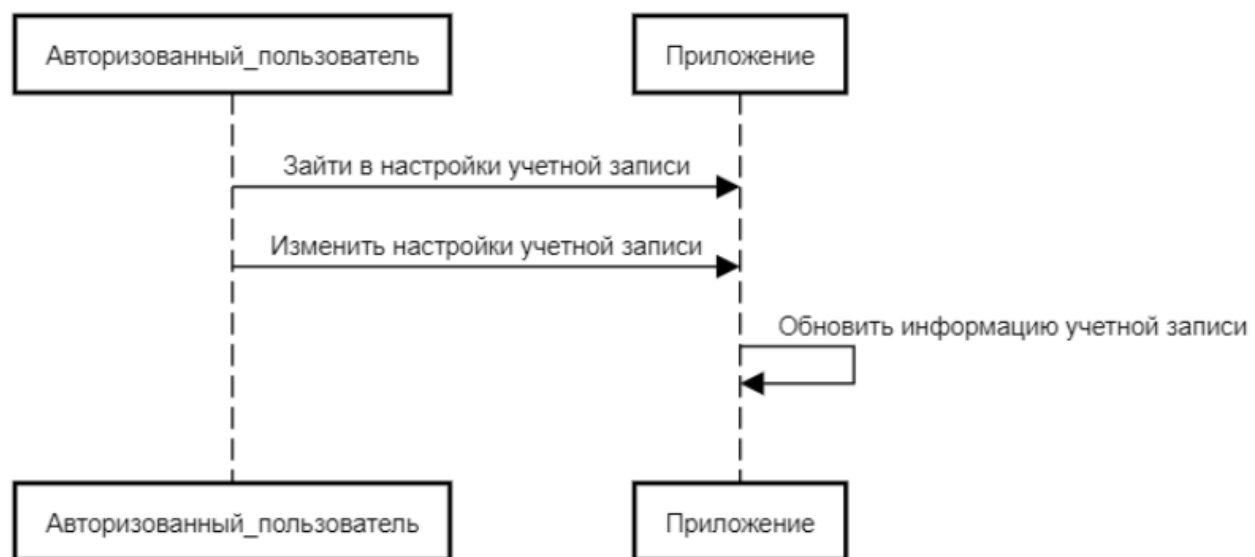 Авторизованный_пользователь
Приложение
Зайти в настройки учетной записи
Изменить настройки учетной записи
Обновить информацию учетной записи
Авторизованный_пользователь
Приложение